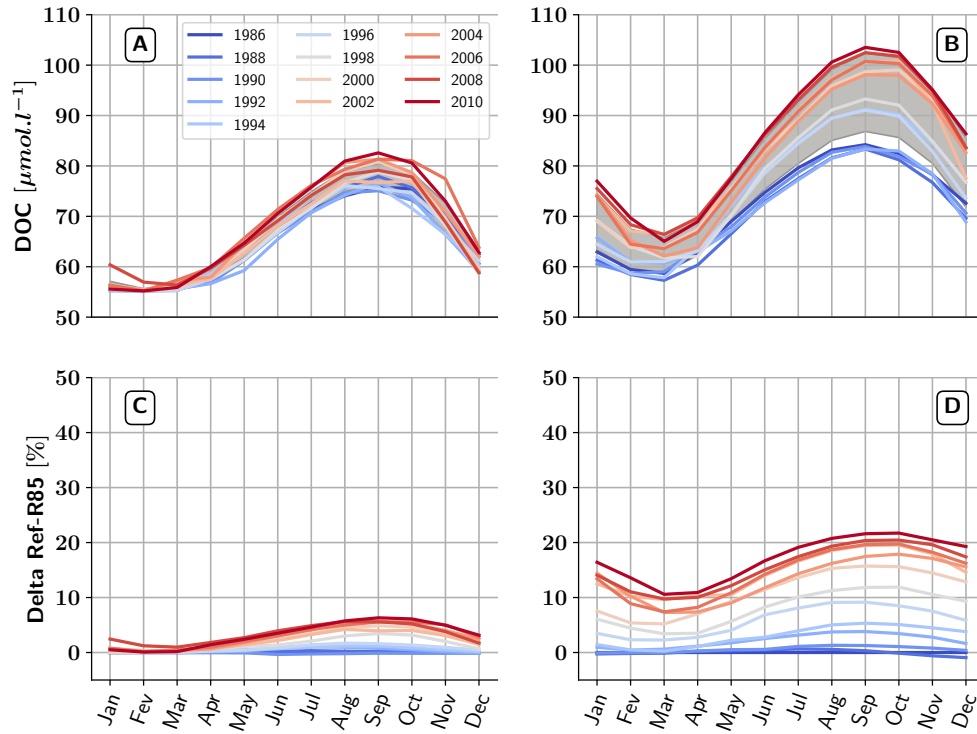 A
B
1986 1996 2004
1988 1998 2006
1990 2000 2008
1992 2002 2010
1994
DOC [μmol.l⁻¹]
110 110
100 100
90 90
80 80
70 70
60 60
50 50
C
D
Delta Ref-R85 [%]
50 50
40 40
30 30
20 20
10 10
0 0
Jan Fev Mar Apr May Jun Jul Aug Sep Oct Nov Dec
Jan Fev Mar Apr May Jun Jul Aug Sep Oct Nov Dec